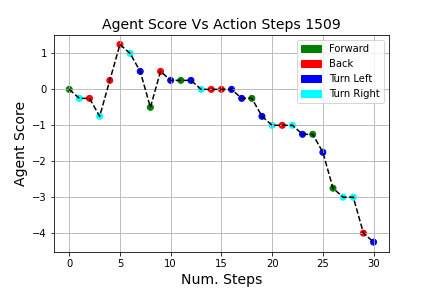 Agent Score Vs Action Steps 1509
Forward
Back
Turn Left
Turn Right
Agent Score
1
0
−1
−2
−3
−4
0 5 10 15 20 25 30
Num. Steps